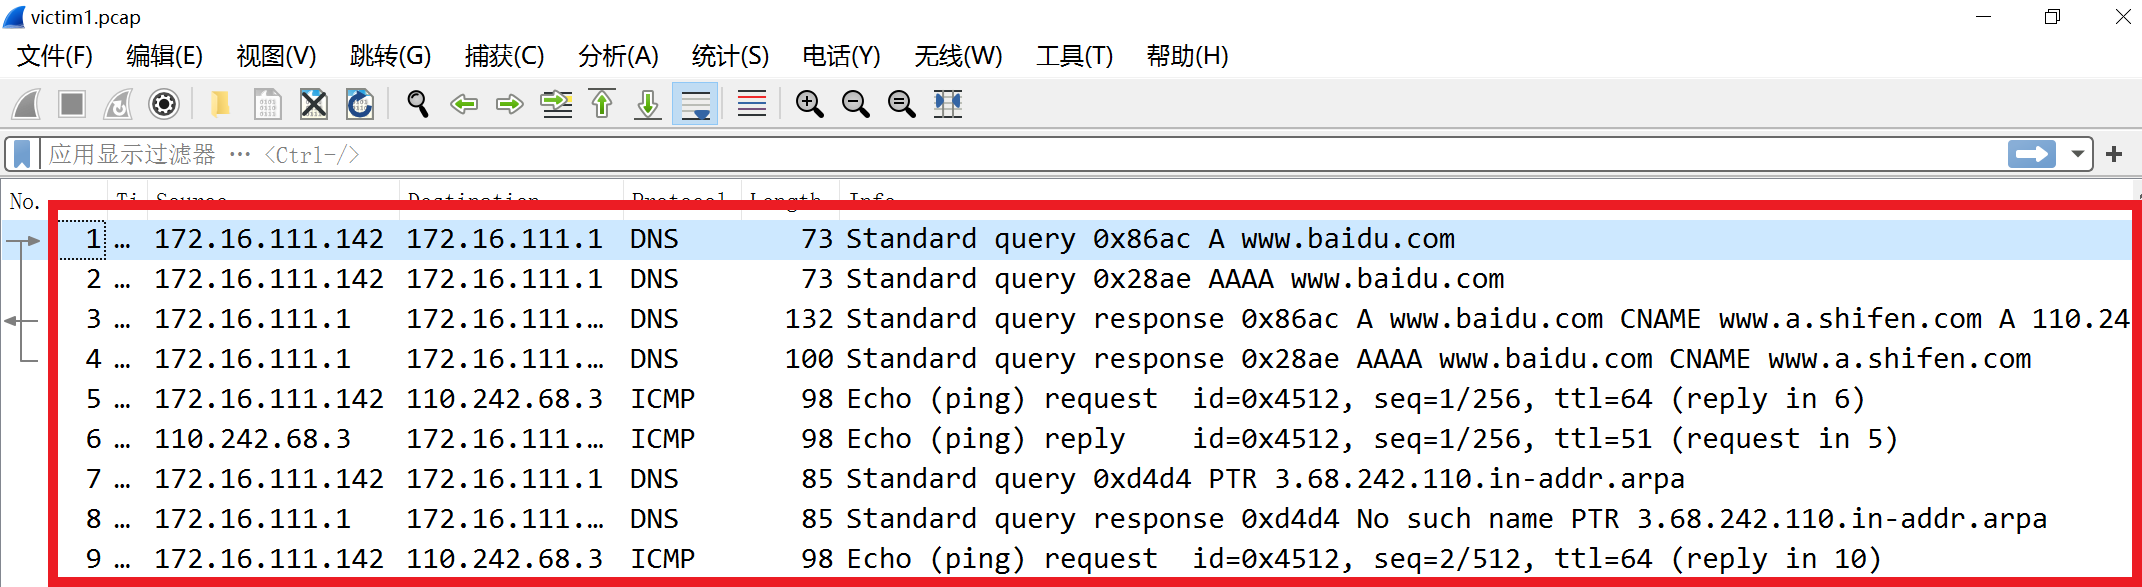 victim1.pcap
文件(F) 编辑(E) 视图(V) 跳转(G) 捕获(C) 分析(A) 统计(S) 电话(Y) 无线(W) 工具(T) 帮助(H)
应用显示过滤器 … <Ctrl-/>
No. Ti Source Destination Protocol Length Info
1 … 172.16.111.142 172.16.111.1 DNS 73 Standard query 0x86ac A www.baidu.com
2 … 172.16.111.142 172.16.111.1 DNS 73 Standard query 0x28ae AAAA www.baidu.com
3 … 172.16.111.1 172.16.111.… DNS 132 Standard query response 0x86ac A www.baidu.com CNAME www.a.shifen.com A 110.24
4 … 172.16.111.1 172.16.111.… DNS 100 Standard query response 0x28ae AAAA www.baidu.com CNAME www.a.shifen.com
5 … 172.16.111.142 110.242.68.3 ICMP 98 Echo (ping) request id=0x4512, seq=1/256, ttl=64 (reply in 6)
6 … 110.242.68.3 172.16.111.… ICMP 98 Echo (ping) reply id=0x4512, seq=1/256, ttl=51 (request in 5)
7 … 172.16.111.142 172.16.111.1 DNS 85 Standard query 0xd4d4 PTR 3.68.242.110.in-addr.arpa
8 … 172.16.111.1 172.16.111.… DNS 85 Standard query response 0xd4d4 No such name PTR 3.68.242.110.in-addr.arpa
9 … 172.16.111.142 110.242.68.3 ICMP 98 Echo (ping) request id=0x4512, seq=2/512, ttl=64 (reply in 10)